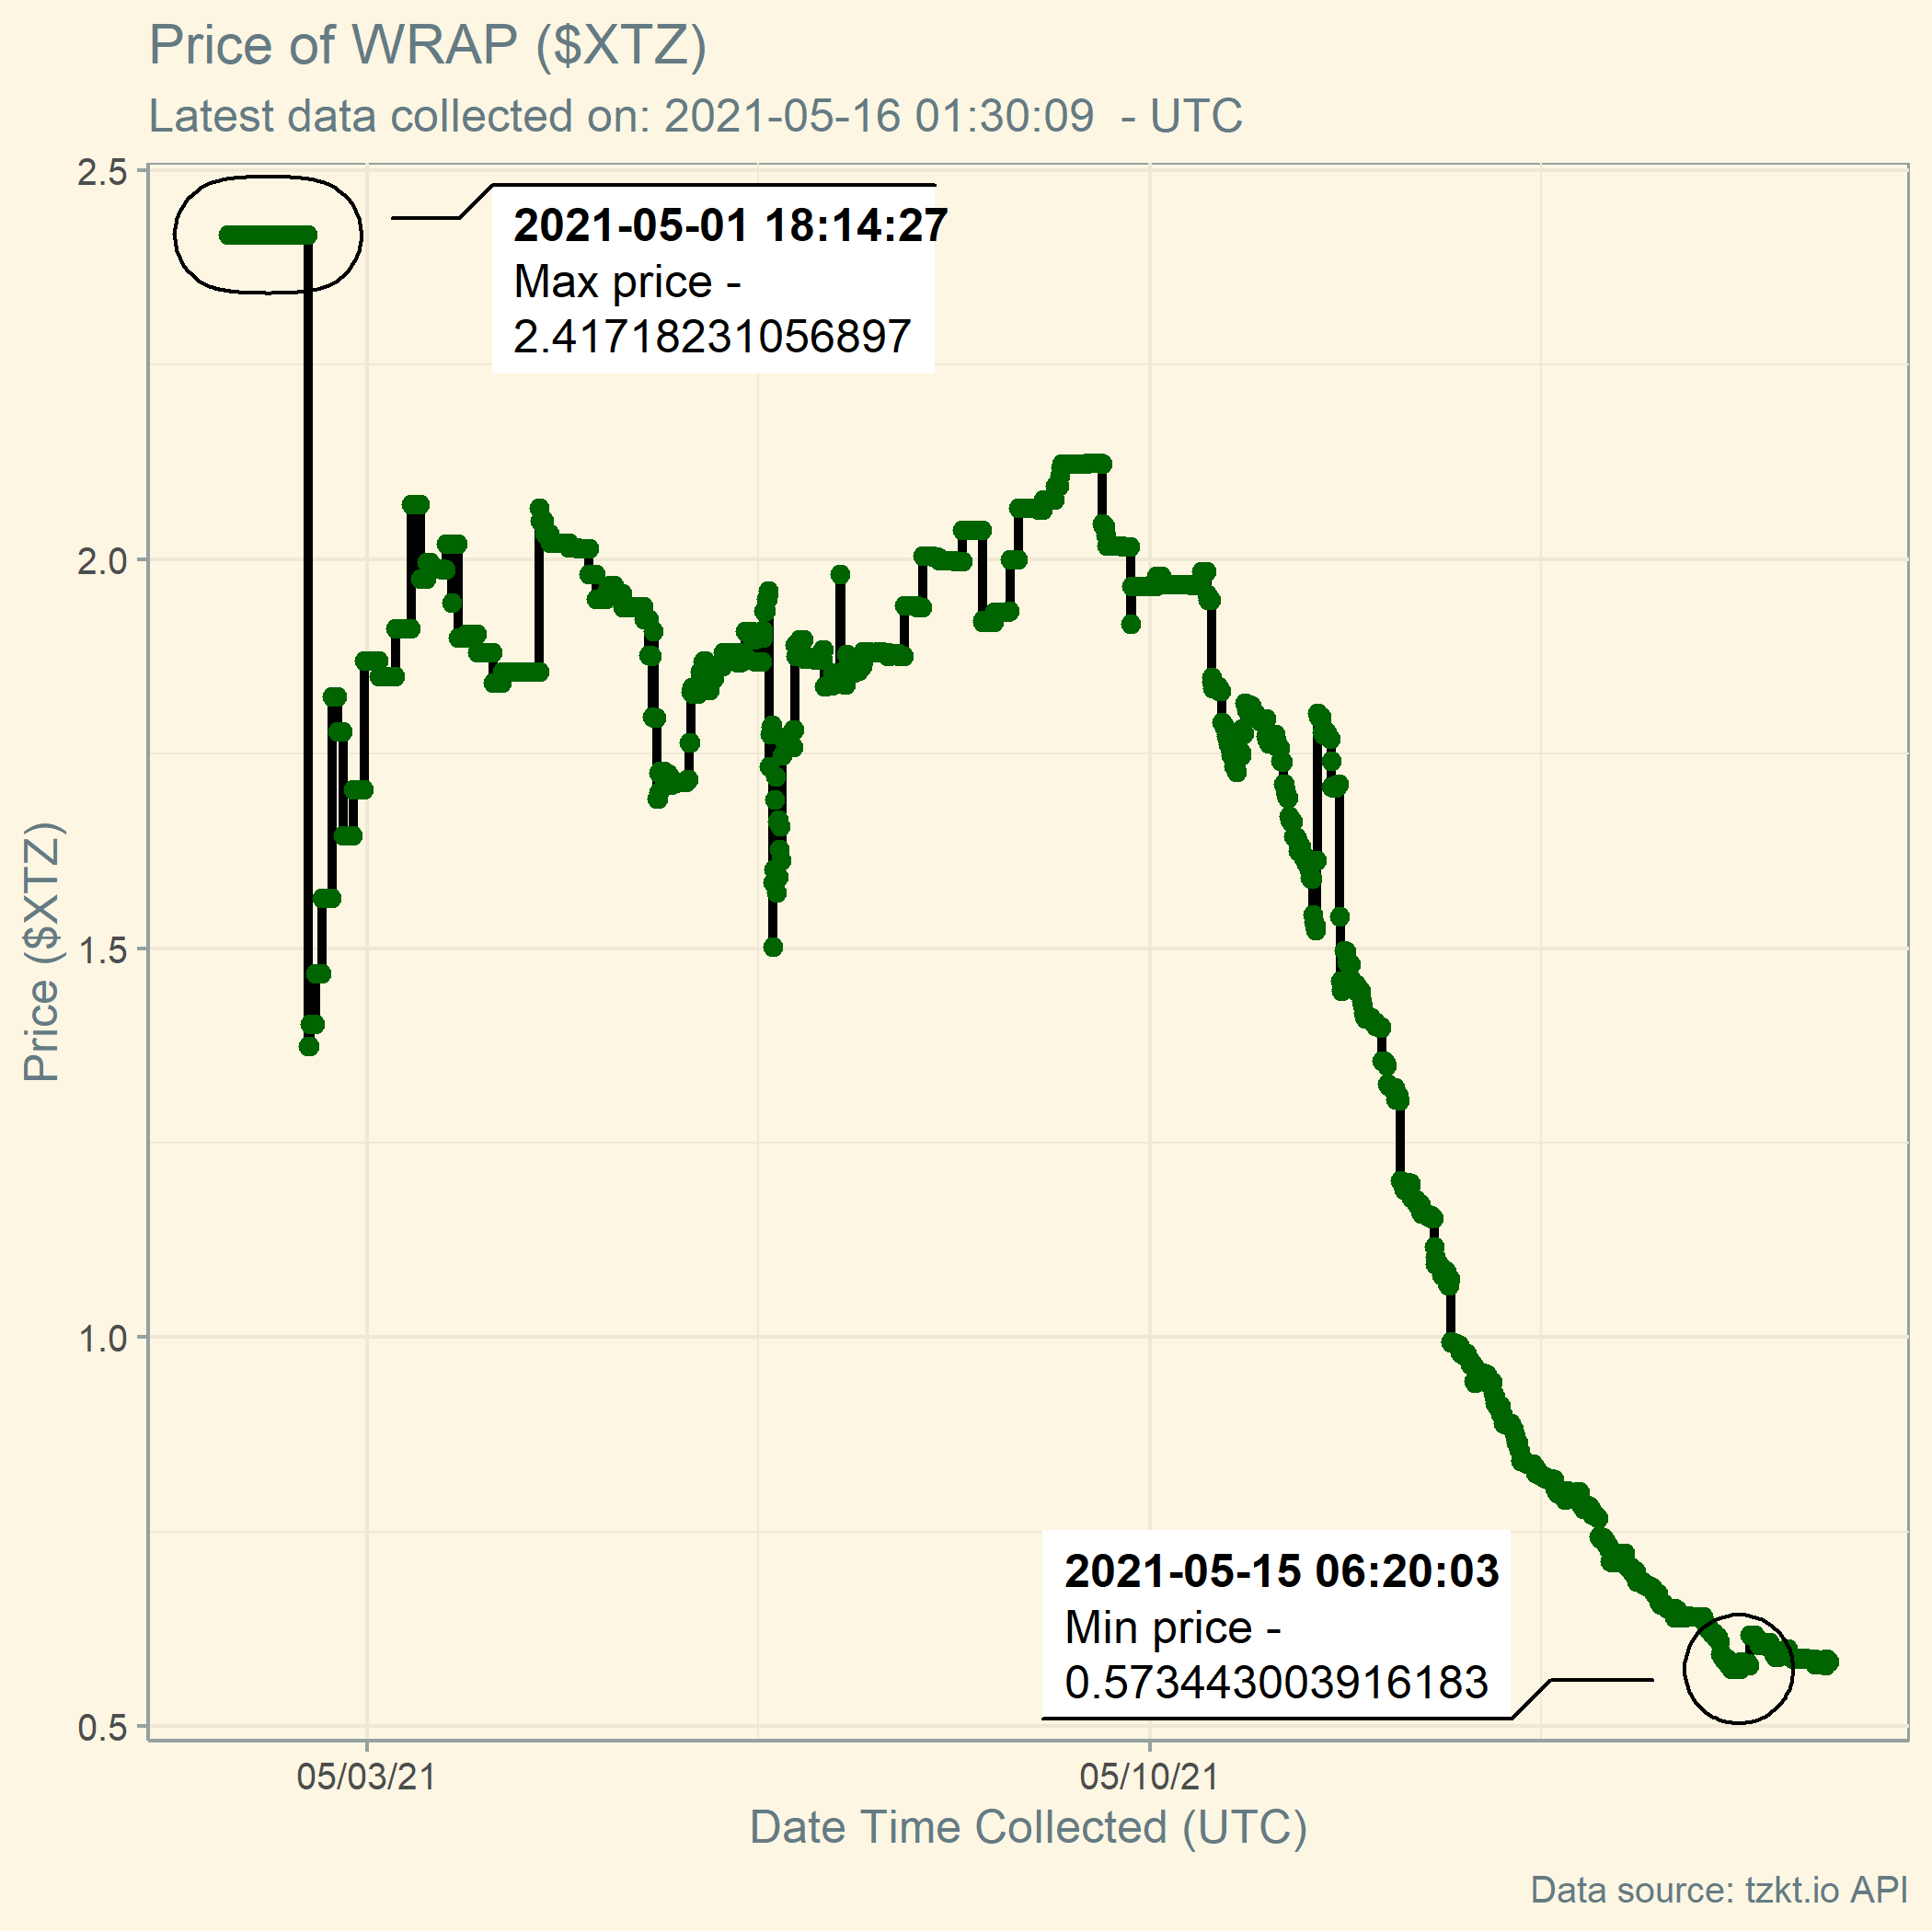 Price of WRAP ($XTZ)
Latest data collected on: 2021-05-16 01:30:09  - UTC
2.5
2.0
1.5
1.0
0.5
Price ($XTZ)
2021-05-01 18:14:27
Max price -
2.41718231056897
2021-05-15 06:20:03
Min price -
0.573443003916183
05/03/21
05/10/21
Date Time Collected (UTC)
Data source: tzkt.io API